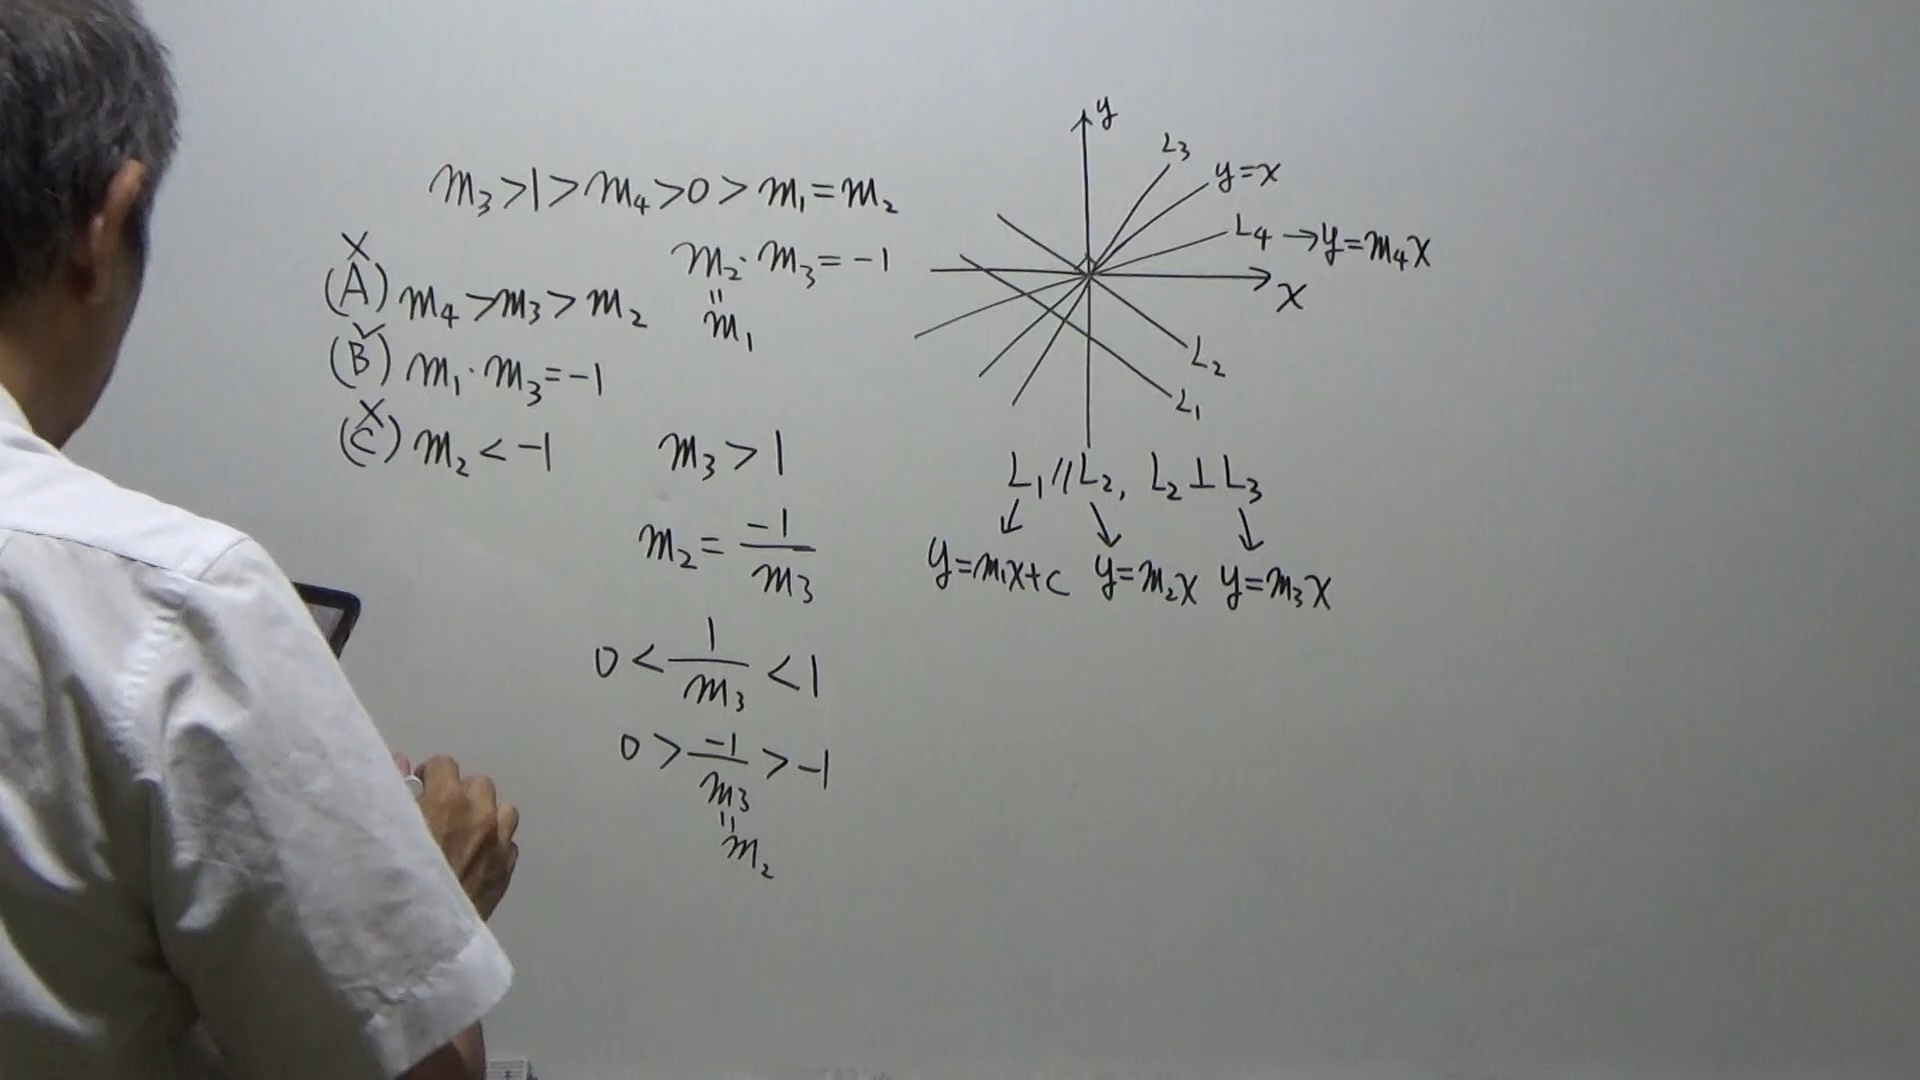 m₃>1>m₄>0>m₁=m₂
m₂·m₃=-1
"
m₁
X
(A) m₄>m₃>m₂
✓
(B) m₁·m₃=-1
X
(C) m₂<-1
m₃>1
m₂=-1/m₃
0<1/m₃<1
0>-1/m₃>-1
"
m₂
y
L₃
y=x
L₄→y=m₄x
x
L₂
L₁
L₁//L₂, L₂⊥L₃
↙ ↘ ↘
y=m₁x+c y=m₂x y=m₃x